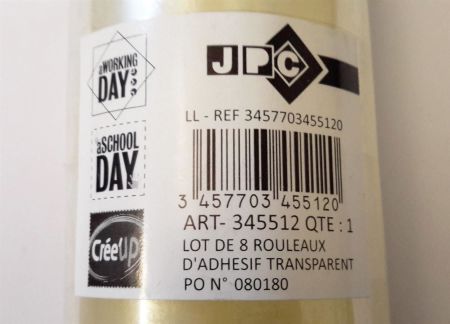 a WORKING
DAY
JPC
LL - REF 3457703455120
a SCHOOL
DAY
3 457703 455120
ART- 345512 QTE : 1
CréeUp
LOT DE 8 ROULEAUX
D'ADHESIF TRANSPARENT
PO N° 080180